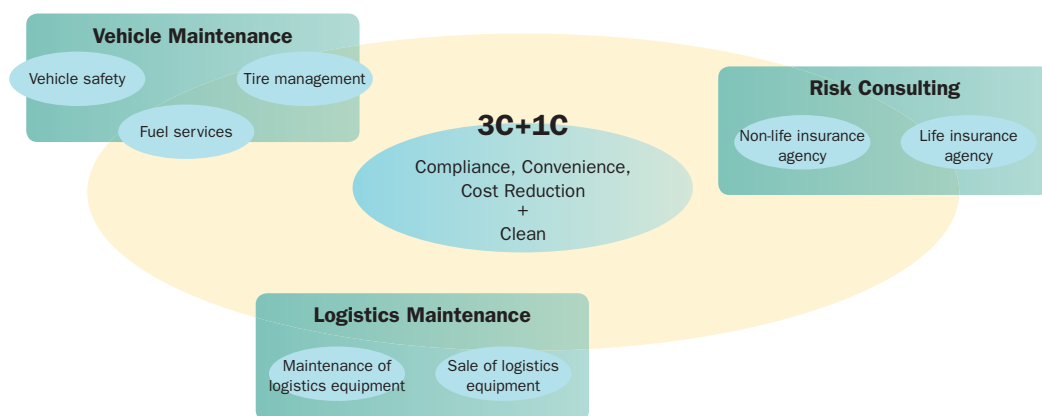 Vehicle Maintenance
Vehicle safety
Tire management
Fuel services
Risk Consulting
Non-life insurance
agency
Life insurance
agency
3C+1C
Compliance, Convenience,
Cost Reduction
+
Clean
Logistics Maintenance
Maintenance of
logistics equipment
Sale of logistics
equipment